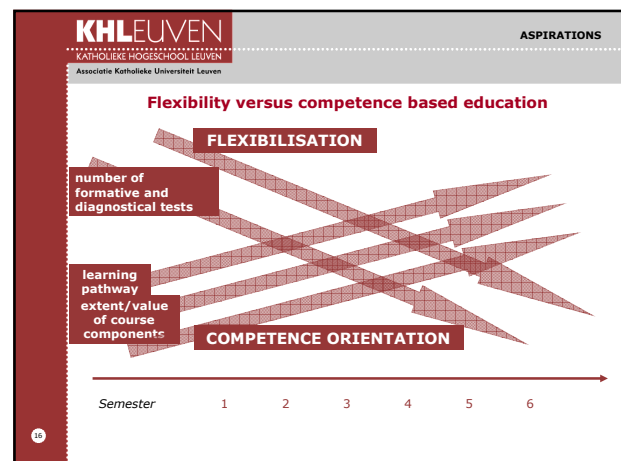 KHLEUVEN
KATHOLIEKE HOGESCHOOL LEUVEN
Associatie Katholieke Universiteit Leuven
ASPIRATIONS
Flexibility versus competence based education
FLEXIBILISATION
number of
formative and
diagnostical tests
learning
pathway
extent/value
of course
components
COMPETENCE ORIENTATION
Semester 1 2 3 4 5 6
16